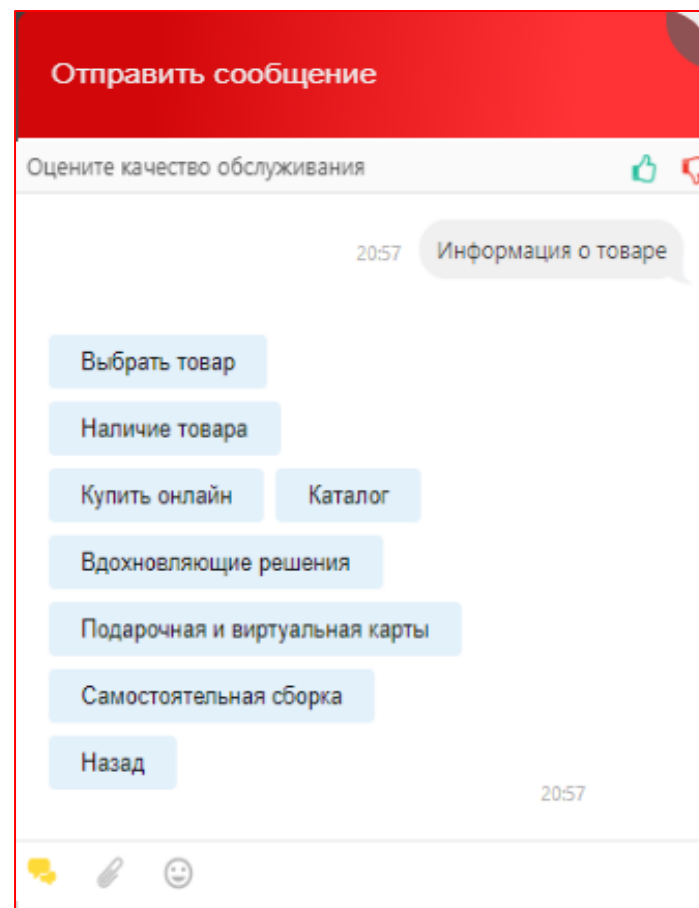 Отправить сообщение
Оцените качество обслуживания
20:57 Информация о товаре
Выбрать товар
Наличие товара
Купить онлайн Каталог
Вдохновляющие решения
Подарочная и виртуальная карты
Самостоятельная сборка
Назад
20:57